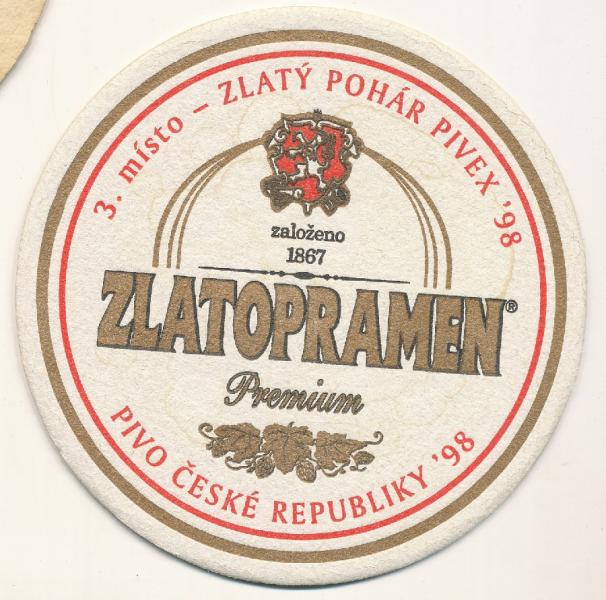 3. místo – ZLATÝ POHÁR PIVEX '98
založeno
1867
ZLATOPRAMEN®
Premium
PIVO ČESKÉ REPUBLIKY '98